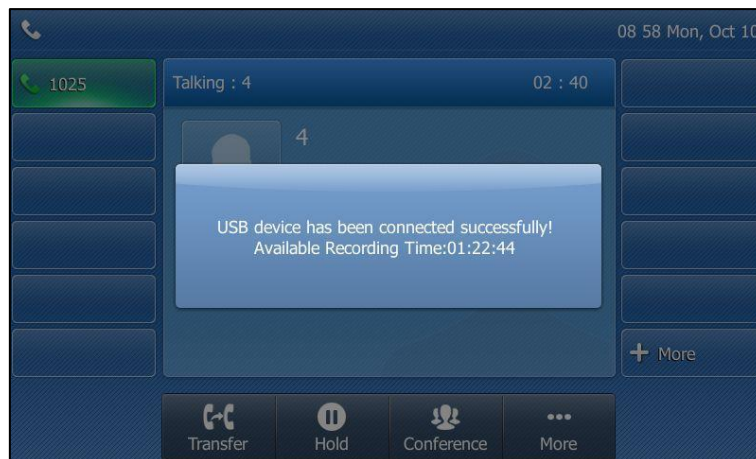 08 58 Mon, Oct 10
1025
Talking : 4
02 : 40
4
USB device has been connected successfully!
Available Recording Time:01:22:44
More
Transfer
Hold
Conference
More